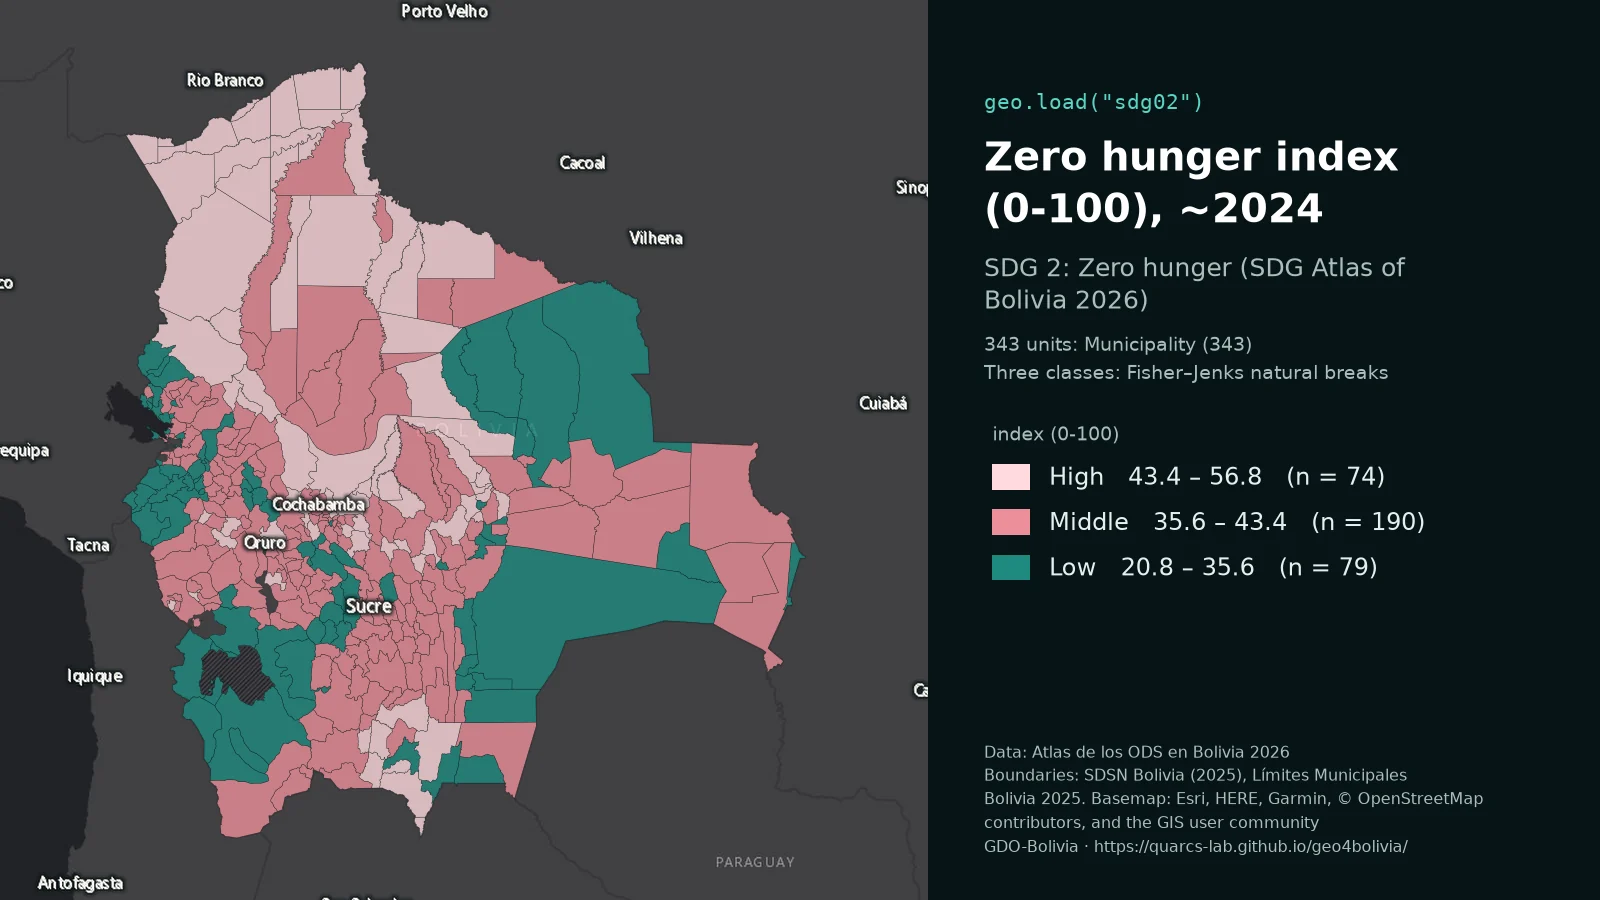 Porto Velho
Rio Branco
Cacoal
Vilhena
Cuiabá
BOLIVIA
Cochabamba
Oruro
Tacna
Sucre
Iquique
PARAGUAY
Antofagasta
geo.load("sdg02")
Zero hunger index
(0-100), ~2024
SDG 2: Zero hunger (SDG Atlas of
Bolivia 2026)
343 units: Municipality (343)
Three classes: Fisher–Jenks natural breaks
index (0-100)
High 43.4 – 56.8 (n = 74)
Middle 35.6 – 43.4 (n = 190)
Low 20.8 – 35.6 (n = 79)
Data: Atlas de los ODS en Bolivia 2026
Boundaries: SDSN Bolivia (2025), Límites Municipales
Bolivia 2025. Basemap: Esri, HERE, Garmin, © OpenStreetMap
contributors, and the GIS user community
GDO-Bolivia · https://quarcs-lab.github.io/geo4bolivia/